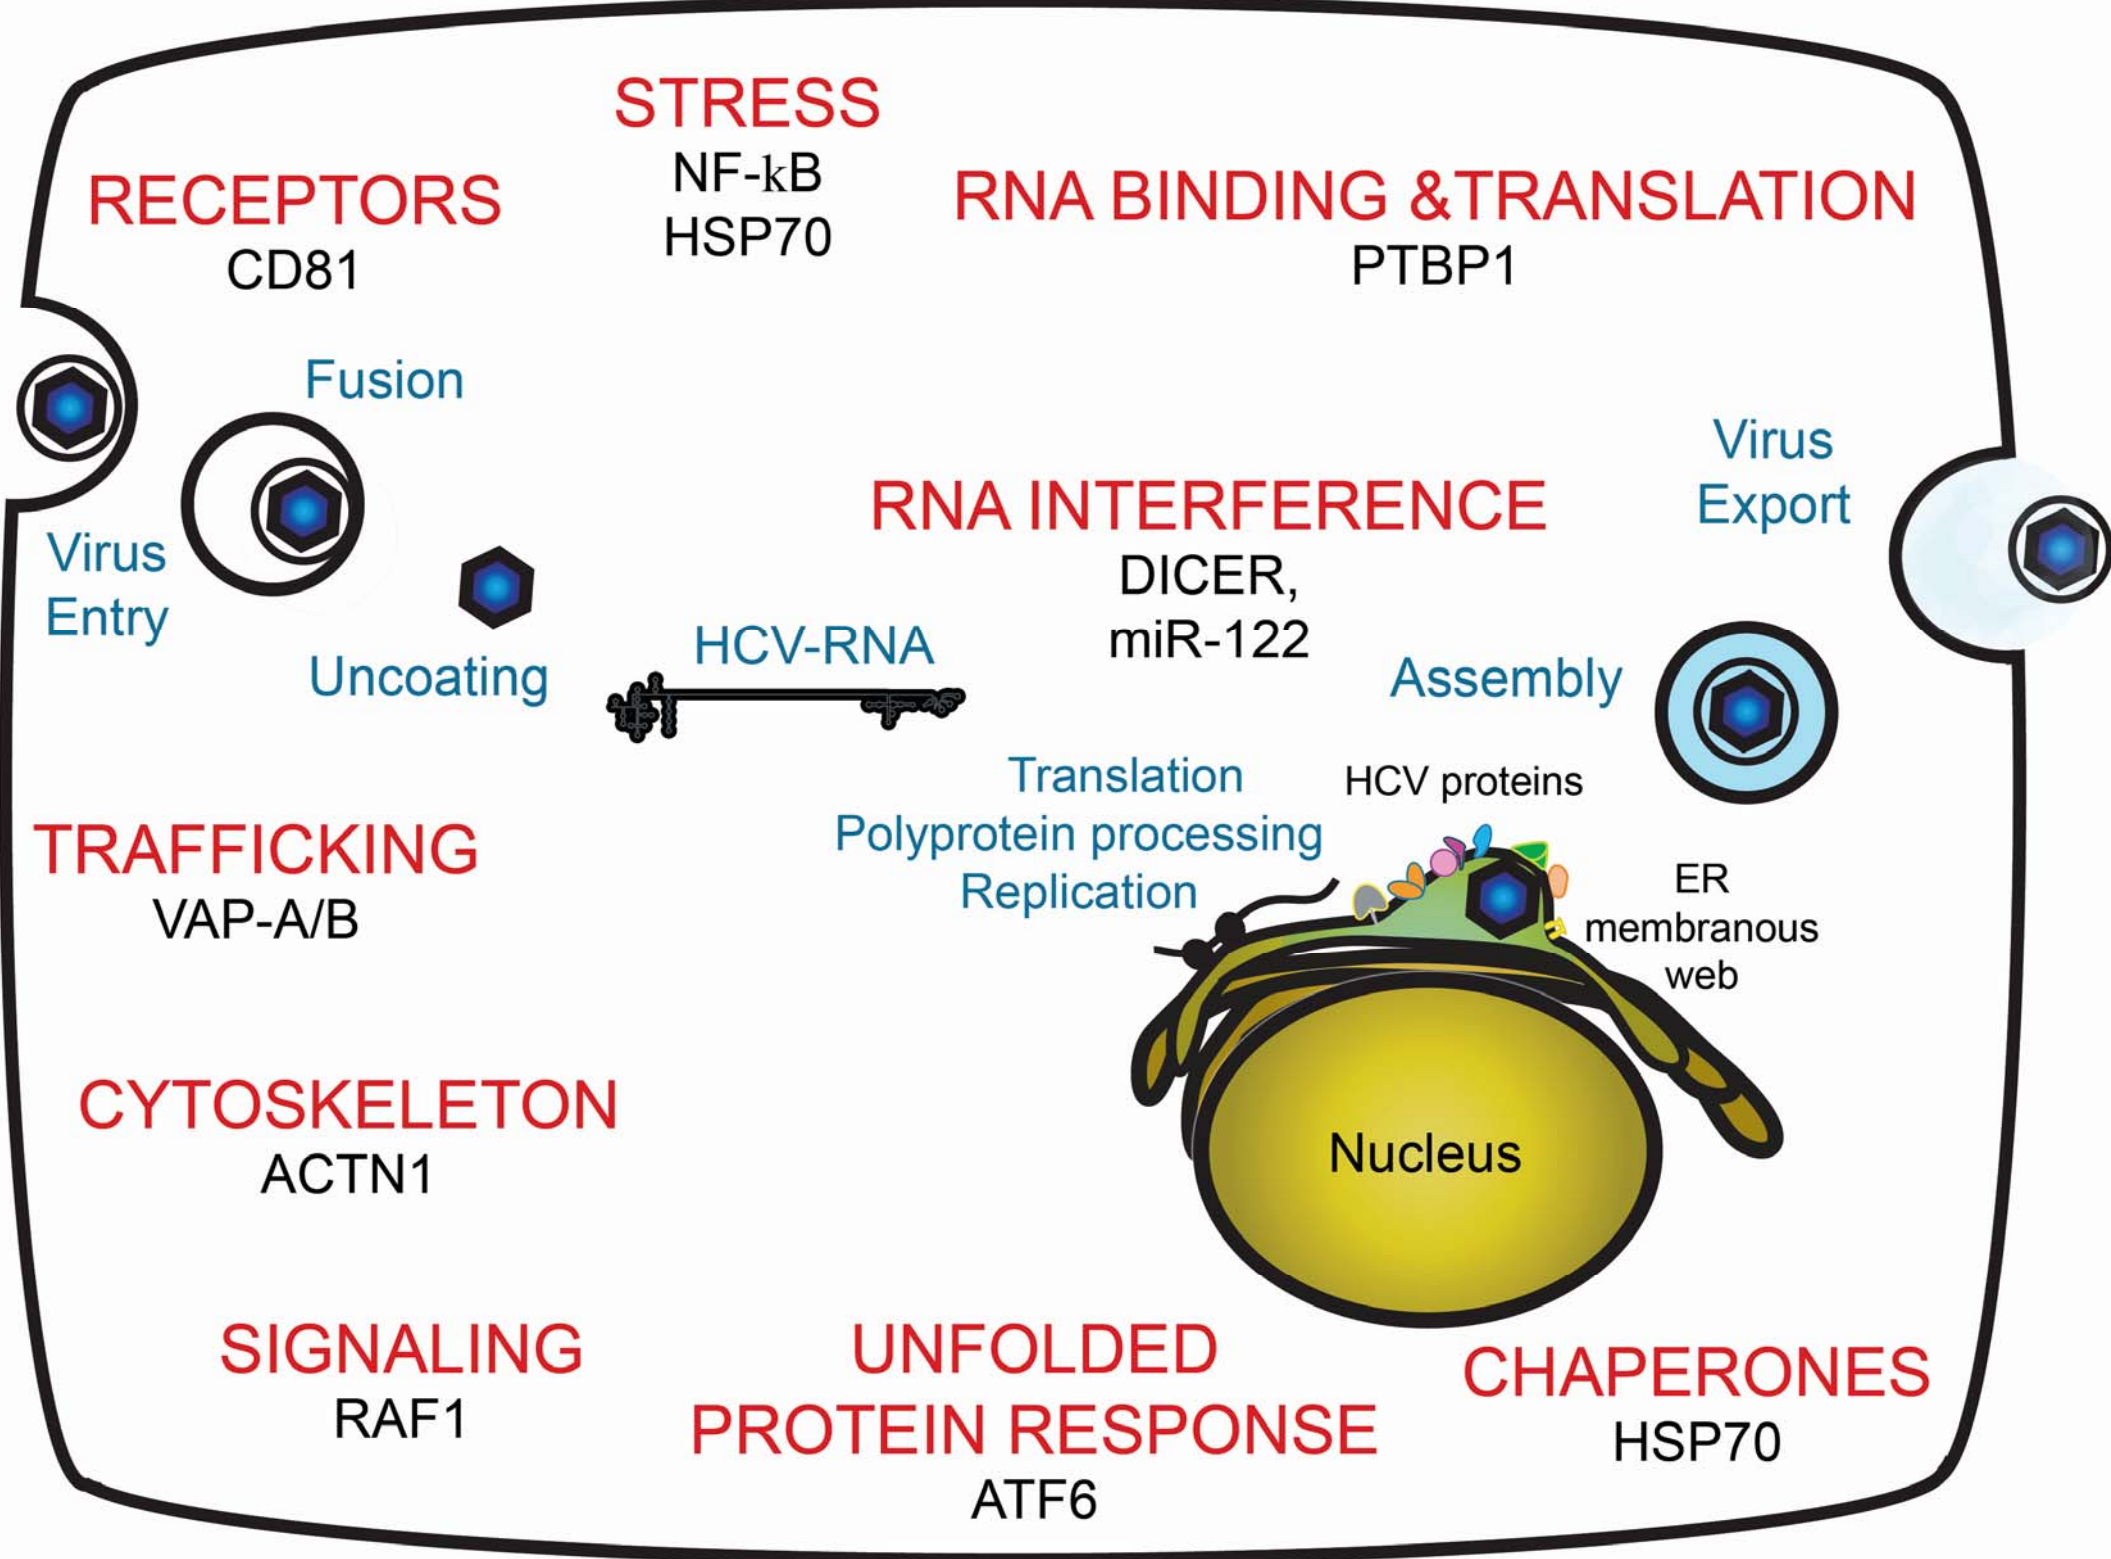 STRESS
NF-kB
HSP70
RECEPTORS
CD81
RNA BINDING &TRANSLATION
PTBP1
Fusion
Virus
Entry
Uncoating
HCV-RNA
RNA INTERFERENCE
DICER,
miR-122
Virus
Export
Assembly
Translation
Polyprotein processing
Replication
HCV proteins
ER
membranous
web
TRAFFICKING
VAP-A/B
CYTOSKELETON
ACTN1
Nucleus
SIGNALING
RAF1
UNFOLDED
PROTEIN RESPONSE
ATF6
CHAPERONES
HSP70